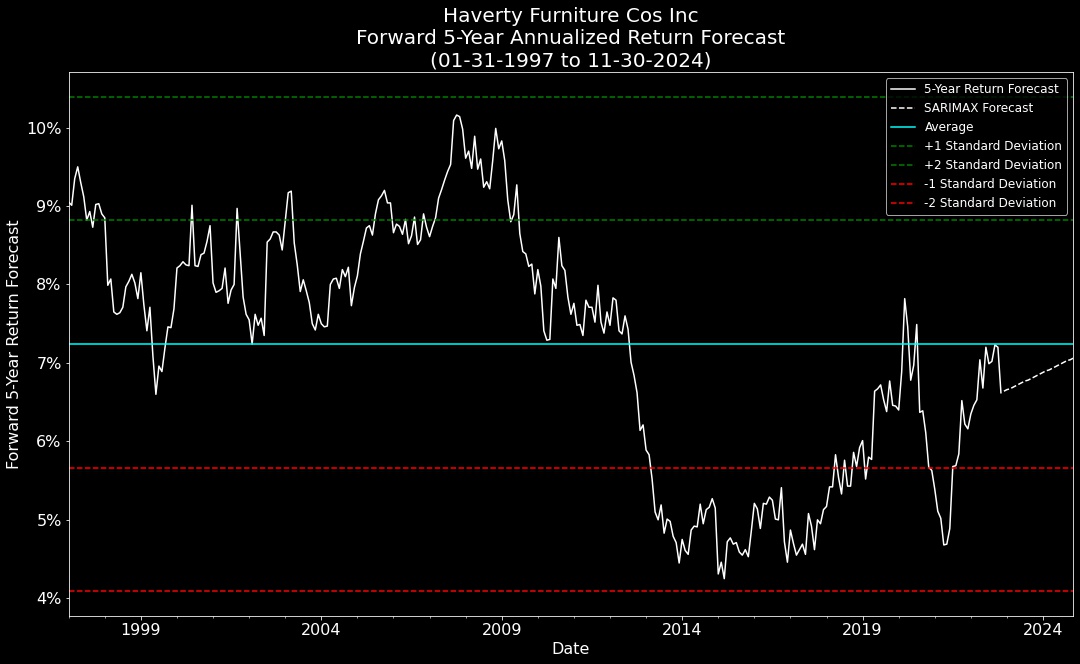 Haverty Furniture Cos Inc
Forward 5-Year Annualized Return Forecast
(01-31-1997 to 11-30-2024)
5-Year Return Forecast
SARIMAX Forecast
Average
+1 Standard Deviation
+2 Standard Deviation
-1 Standard Deviation
-2 Standard Deviation
Forward 5-Year Return Forecast
10%
9%
8%
7%
6%
5%
4%
1999 2004 2009 2014 2019 2024
Date